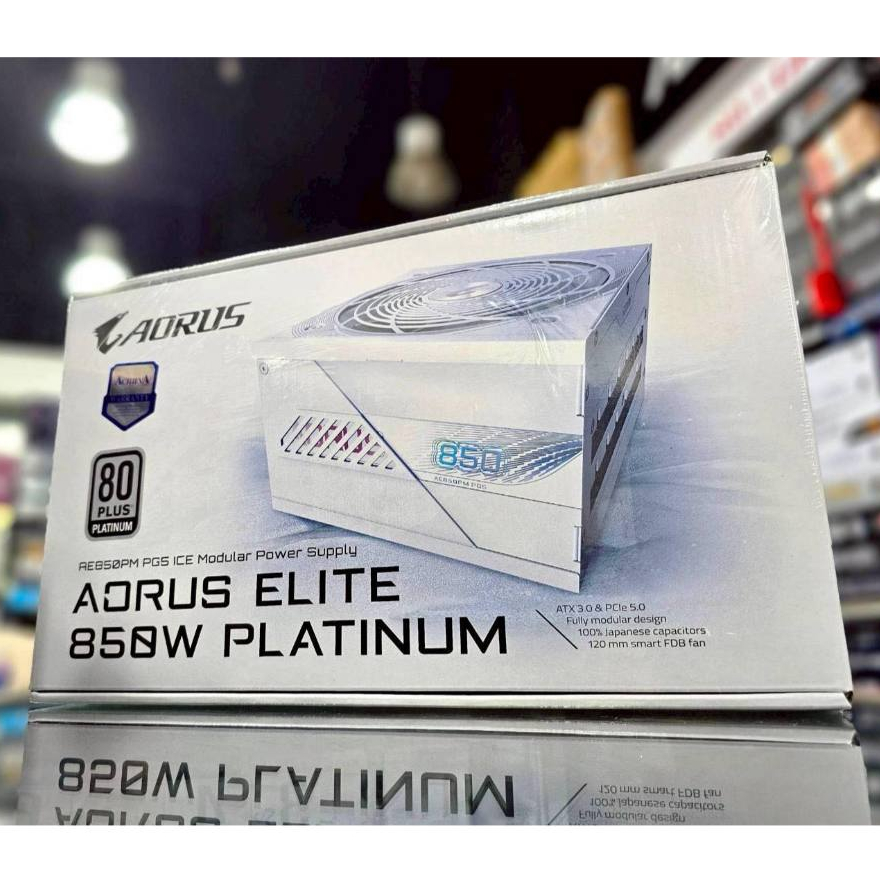 AORUS
WARRANTY
80
PLUS
PLATINUM
850
AE850PM PG5
AE850PM PG5 ICE Modular Power Supply
AORUS ELITE
850W PLATINUM
ATX 3.0 & PCIe 5.0
Fully modular design
100% Japanese capacitors
120 mm smart FDB fan